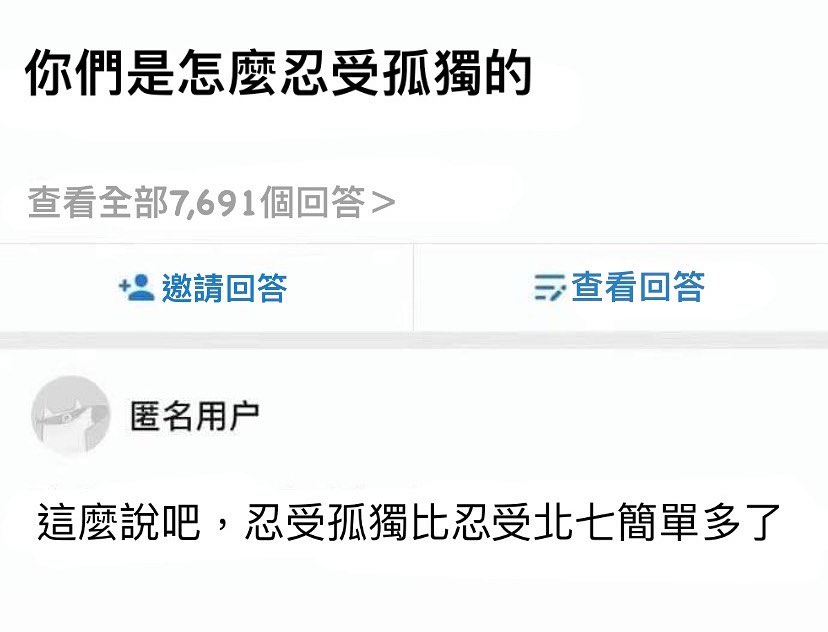 你們是怎麼忍受孤獨的
查看全部7,691個回答＞
邀請回答
查看回答
匿名用户
這麼說吧，忍受孤獨比忍受北七簡單多了